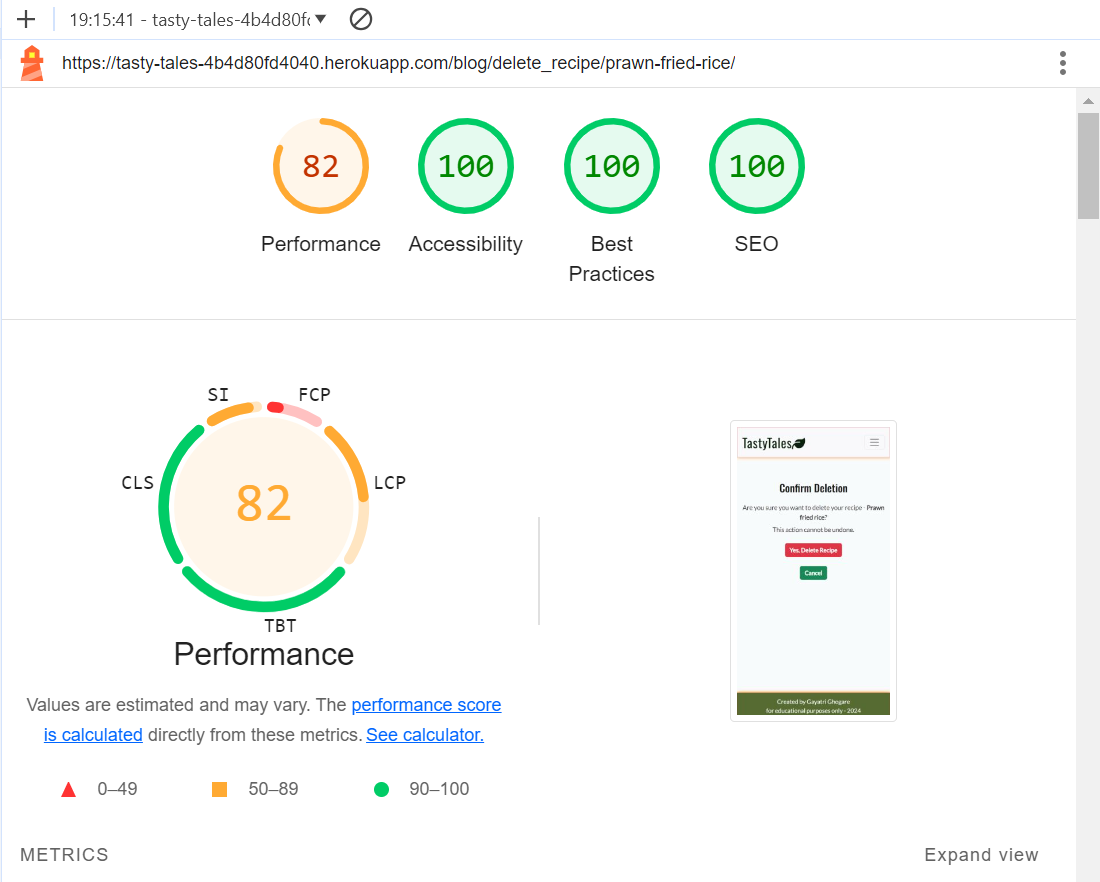 19:15:41 - tasty-tales-4b4d80f
https://tasty-tales-4b4d80fd4040.herokuapp.com/blog/delete_recipe/prawn-fried-rice/
82 100 100 100
Performance Accessibility Best Practices SEO
SI FCP
CLS LCP
82
TBT
Performance
Values are estimated and may vary. The performance score
is calculated directly from these metrics. See calculator.
0–49 50–89 90–100
TastyTales
Confirm Deletion
Are you sure you want to delete your recipe - Prawn
fried rice?
This action cannot be undone.
Yes, Delete Recipe
Cancel
Created by Gayatri Ghogare
for educational purposes only - 2024
METRICS Expand view